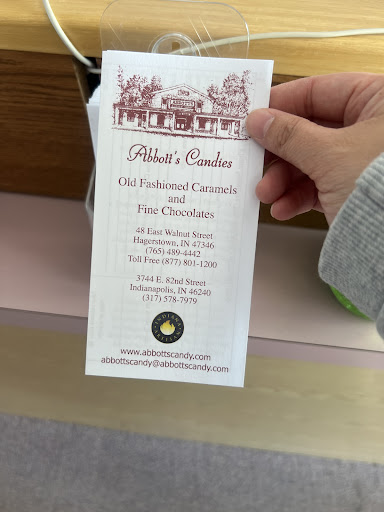 Abbott's Candies
Old Fashioned Caramels
and
Fine Chocolates
48 East Walnut Street
Hagerstown, IN 47346
(765) 489-4442
Toll Free (877) 801-1200
3744 E. 82nd Street
Indianapolis, IN 46240
(317) 578-7979
INDIANA
ARTISAN
www.abbottscandy.com
abbottscandy@abbottscandy.com